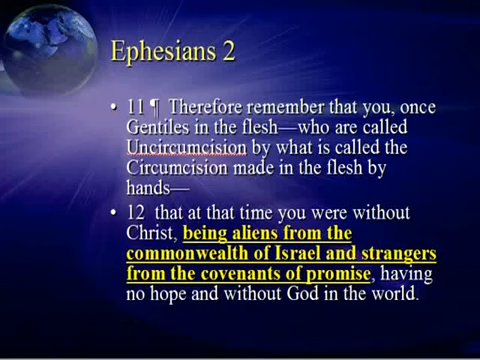 Ephesians 2
• 11 ¶ Therefore remember that you, once
Gentiles in the flesh—who are called
Uncircumcision by what is called the
Circumcision made in the flesh by
hands—
• 12 that at that time you were without
Christ, being aliens from the
commonwealth of Israel and strangers
from the covenants of promise, having
no hope and without God in the world.